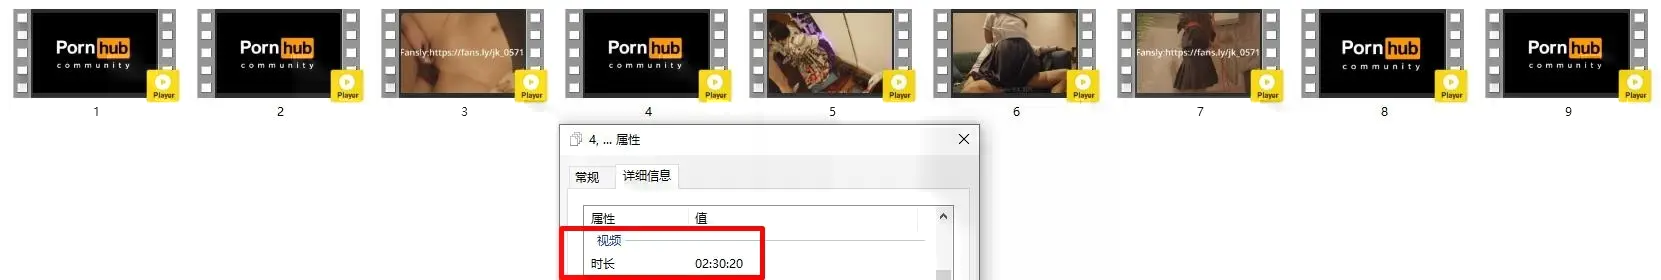 Porn hub
community
Player
Porn hub
community
Player
Fansly:https://fans.ly/jk_0571
Player
Porn hub
community
Player
Player
Player
Fansly:https://fans.ly/jk_0571
Player
Porn hub
community
Player
Porn hub
community
Player
1 2 3 4 5 6 7 8 9
4, ... 属性
常规 详细信息
属性 值
视频
时长 02:30:20